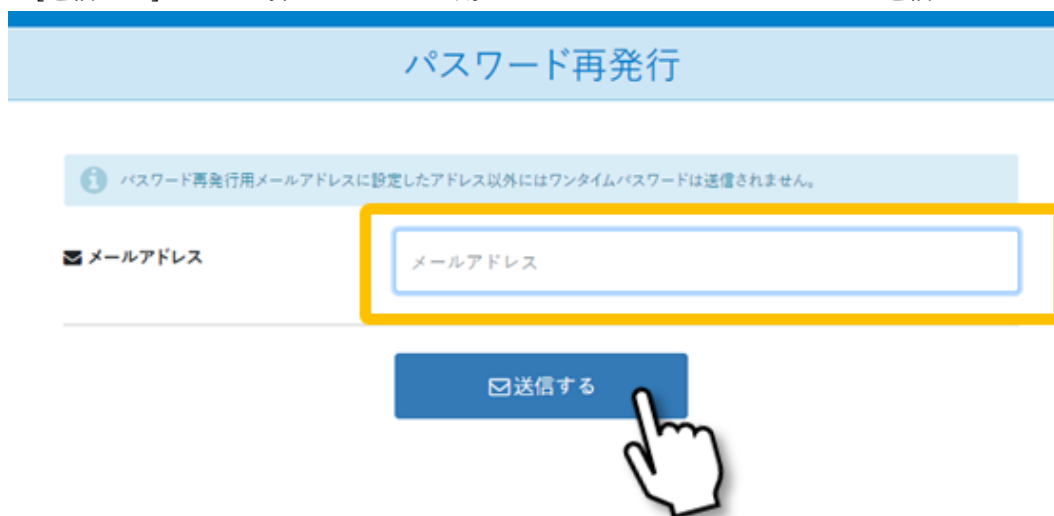 パスワード再発行
パスワード再発行用メールアドレスに設定したアドレス以外にはワンタイムパスワードは送信されません。
メールアドレス
メールアドレス
送信する